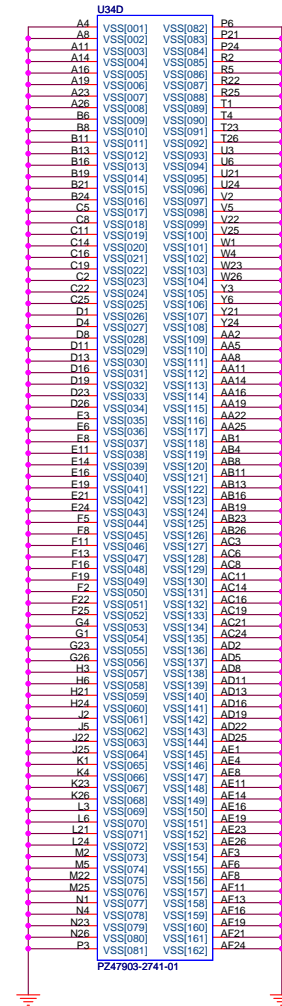 U34D
A4 VSS[001] VSS[082] P6
A8 VSS[002] VSS[083] P21
A11 VSS[003] VSS[084] P24
A14 VSS[004] VSS[085] R2
A16 VSS[005] VSS[086] R5
A19 VSS[006] VSS[087] R22
A23 VSS[007] VSS[088] R25
A26 VSS[008] VSS[089] T1
B6 VSS[009] VSS[090] T4
B8 VSS[010] VSS[091] T23
B11 VSS[011] VSS[092] T26
B13 VSS[012] VSS[093] U3
B16 VSS[013] VSS[094] U6
B19 VSS[014] VSS[095] U21
B21 VSS[015] VSS[096] U24
B24 VSS[016] VSS[097] V2
C5 VSS[017] VSS[098] V5
C8 VSS[018] VSS[099] V22
C11 VSS[019] VSS[100] V25
C14 VSS[020] VSS[101] W1
C16 VSS[021] VSS[102] W4
C19 VSS[022] VSS[103] W23
C2 VSS[023] VSS[104] W26
C22 VSS[024] VSS[105] Y3
C25 VSS[025] VSS[106] Y6
D1 VSS[026] VSS[107] Y21
D4 VSS[027] VSS[108] Y24
D8 VSS[028] VSS[109] AA2
D11 VSS[029] VSS[110] AA5
D13 VSS[030] VSS[111] AA8
D16 VSS[031] VSS[112] AA11
D19 VSS[032] VSS[113] AA14
D23 VSS[033] VSS[114] AA16
D26 VSS[034] VSS[115] AA19
E3 VSS[035] VSS[116] AA22
E6 VSS[036] VSS[117] AA25
E8 VSS[037] VSS[118] AB1
E11 VSS[038] VSS[119] AB4
E14 VSS[039] VSS[120] AB8
E16 VSS[040] VSS[121] AB11
E19 VSS[041] VSS[122] AB13
E21 VSS[042] VSS[123] AB16
E24 VSS[043] VSS[124] AB19
F5 VSS[044] VSS[125] AB23
F8 VSS[045] VSS[126] AB26
F11 VSS[046] VSS[127] AC3
F13 VSS[047] VSS[128] AC6
F16 VSS[048] VSS[129] AC8
F19 VSS[049] VSS[130] AC11
F2 VSS[050] VSS[131] AC14
F22 VSS[051] VSS[132] AC16
F25 VSS[052] VSS[133] AC19
G4 VSS[053] VSS[134] AC21
G1 VSS[054] VSS[135] AC24
G23 VSS[055] VSS[136] AD2
G26 VSS[056] VSS[137] AD5
H3 VSS[057] VSS[138] AD8
H6 VSS[058] VSS[139] AD11
H21 VSS[059] VSS[140] AD13
H24 VSS[060] VSS[141] AD16
J2 VSS[061] VSS[142] AD19
J5 VSS[062] VSS[143] AD22
J22 VSS[063] VSS[144] AD25
J25 VSS[064] VSS[145] AE1
K1 VSS[065] VSS[146] AE4
K4 VSS[066] VSS[147] AE8
K23 VSS[067] VSS[148] AE11
K26 VSS[068] VSS[149] AE14
L3 VSS[069] VSS[150] AE16
L6 VSS[070] VSS[151] AE19
L21 VSS[071] VSS[152] AE23
L24 VSS[072] VSS[153] AE26
M2 VSS[073] VSS[154] AF3
M5 VSS[074] VSS[155] AF6
M22 VSS[075] VSS[156] AF8
M25 VSS[076] VSS[157] AF11
N1 VSS[077] VSS[158] AF13
N4 VSS[078] VSS[159] AF16
N23 VSS[079] VSS[160] AF19
N26 VSS[080] VSS[161] AF21
P3 VSS[081] VSS[162] AF24
PZ47903-2741-01